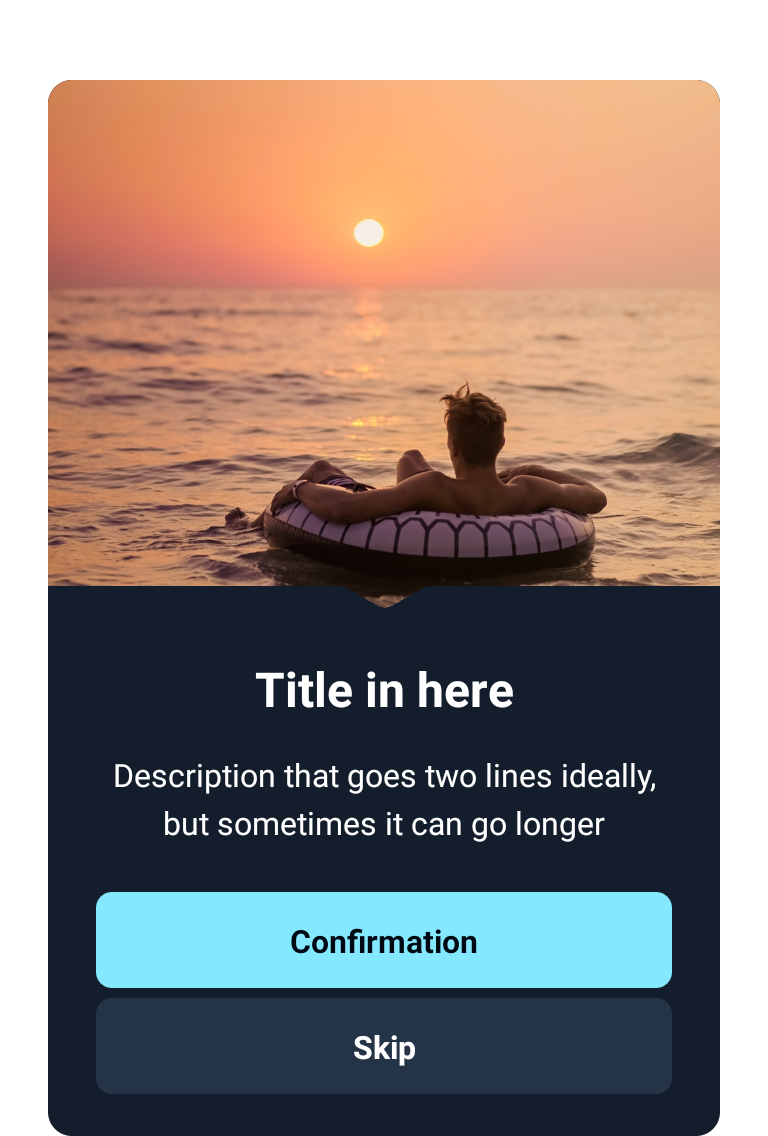 Title in here
Description that goes two lines ideally,
but sometimes it can go longer
Confirmation
Skip